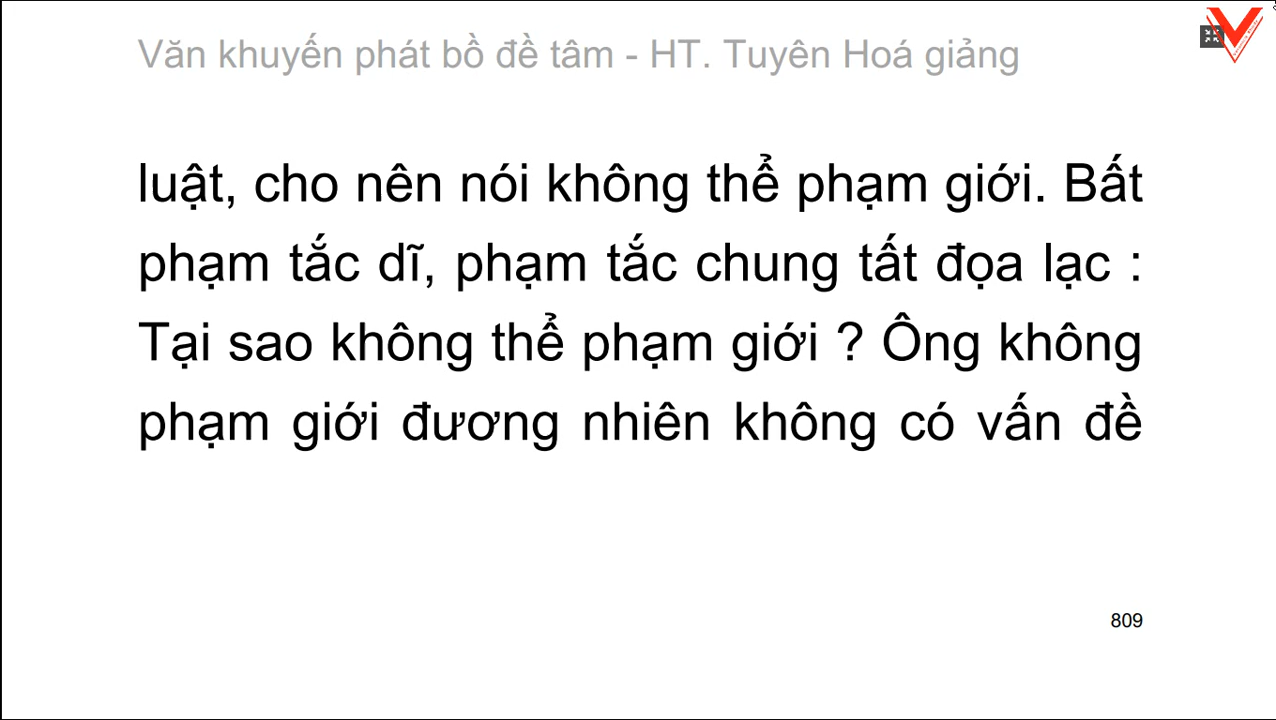 Văn khuyến phát bồ đề tâm - HT. Tuyên Hoá giảng
luật, cho nên nói không thể phạm giới. Bất
phạm tắc dĩ, phạm tắc chung tất đọa lạc :
Tại sao không thể phạm giới ? Ông không
phạm giới đương nhiên không có vấn đề
809